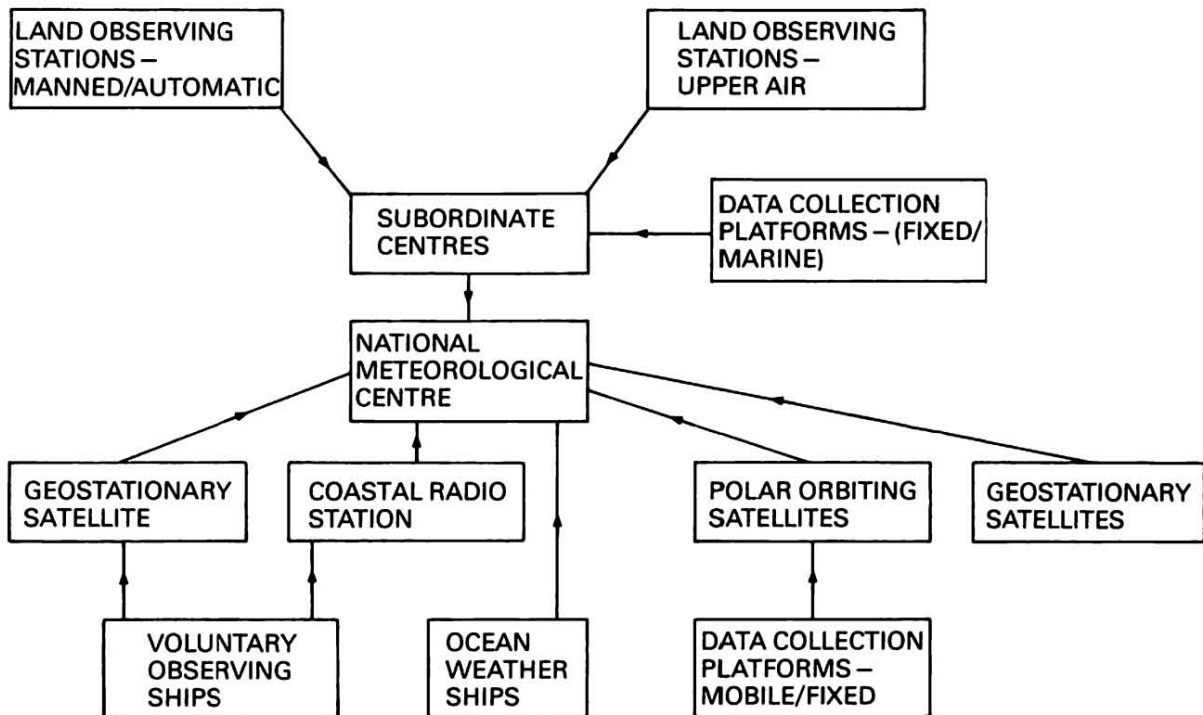 LAND OBSERVING
STATIONS –
MANNED/AUTOMATIC
LAND OBSERVING
STATIONS –
UPPER AIR
SUBORDINATE
CENTRES
DATA COLLECTION
PLATFORMS – (FIXED/
MARINE)
NATIONAL
METEOROLOGICAL
CENTRE
GEOSTATIONARY
SATELLITE
COASTAL RADIO
STATION
POLAR ORBITING
SATELLITES
GEOSTATIONARY
SATELLITES
VOLUNTARY
OBSERVING
SHIPS
OCEAN
WEATHER
SHIPS
DATA COLLECTION
PLATFORMS –
MOBILE/FIXED